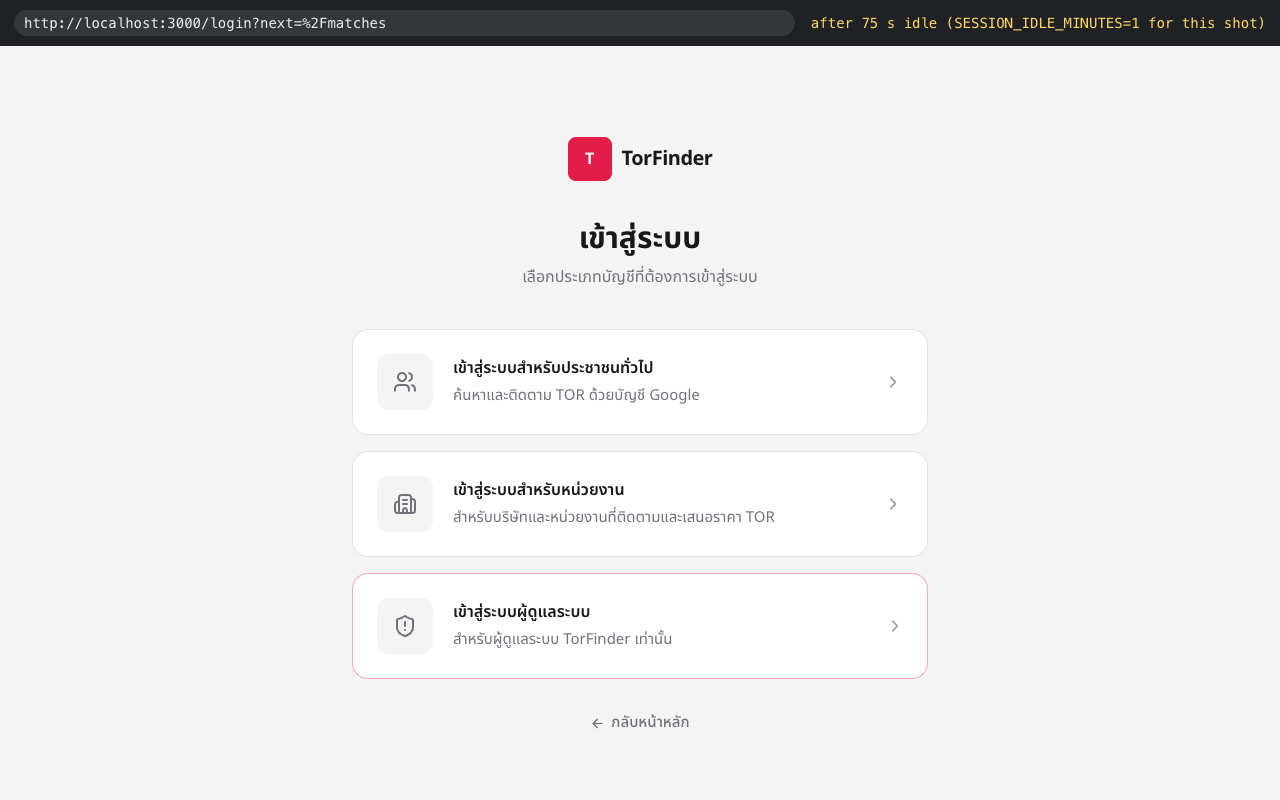 http://localhost:3000/login?next=%2Fmatches
after 75 s idle (SESSION_IDLE_MINUTES=1 for this shot)
T TorFinder
เข้าสู่ระบบ
เลือกประเภทบัญชีที่ต้องการเข้าสู่ระบบ
เข้าสู่ระบบสำหรับประชาชนทั่วไป
ค้นหาและติดตาม TOR ด้วยบัญชี Google
เข้าสู่ระบบสำหรับหน่วยงาน
สำหรับบริษัทและหน่วยงานที่ติดตามและเสนอราคา TOR
เข้าสู่ระบบผู้ดูแลระบบ
สำหรับผู้ดูแลระบบ TorFinder เท่านั้น
← กลับหน้าหลัก